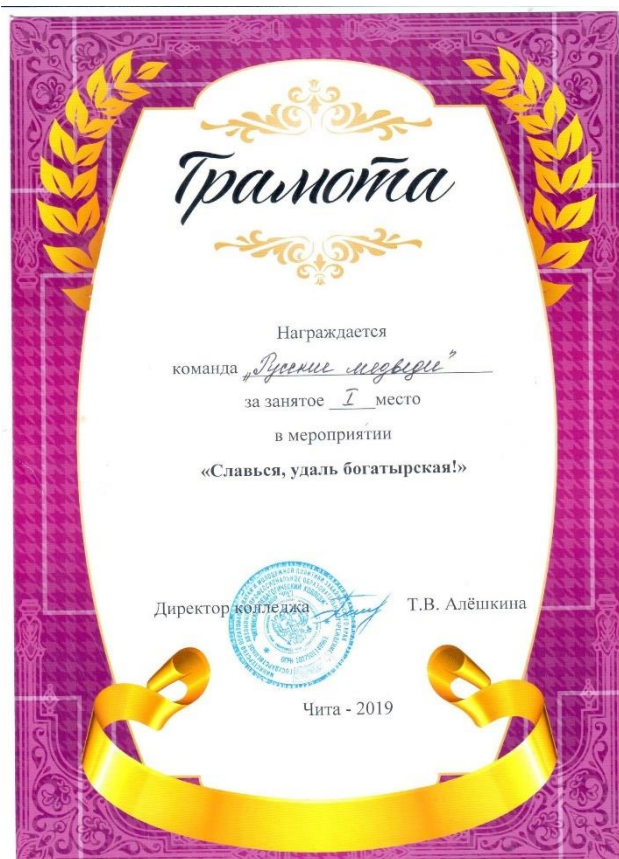 Грамота
Награждается
команда „Русские медведи”
за занятое I место
в мероприятии
«Славься, удаль богатырская!»
Директор колледжа Т.В. Алёшкина
Чита - 2019